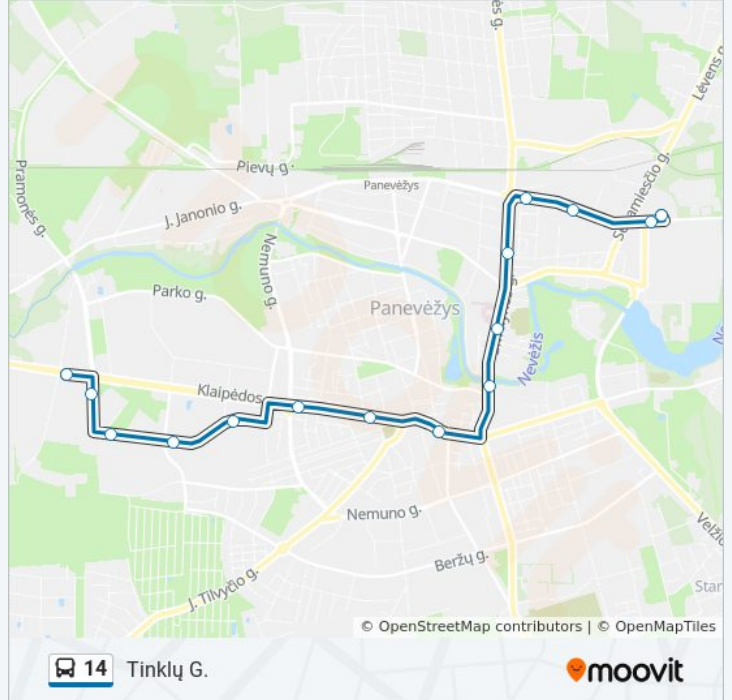 Lėvens g.
Pramonės g.
Pievų g.
Panevėžys
J. Janonio g.
Nemuno g.
Parko g.
Panevėžys
Nevėžis
Klaipėdos
Nemuno g.
Beržų g.
J. Tilvyčio g.
© OpenStreetMap contributors | © OpenMapTiles
14 Tinklų G.
moovit